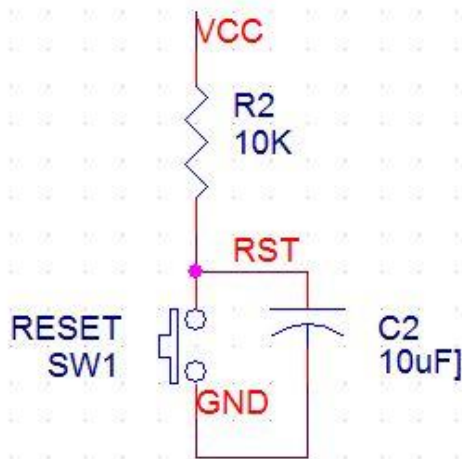 VCC
R2
10K
RST
RESET
SW1
C2
10uF]
GND